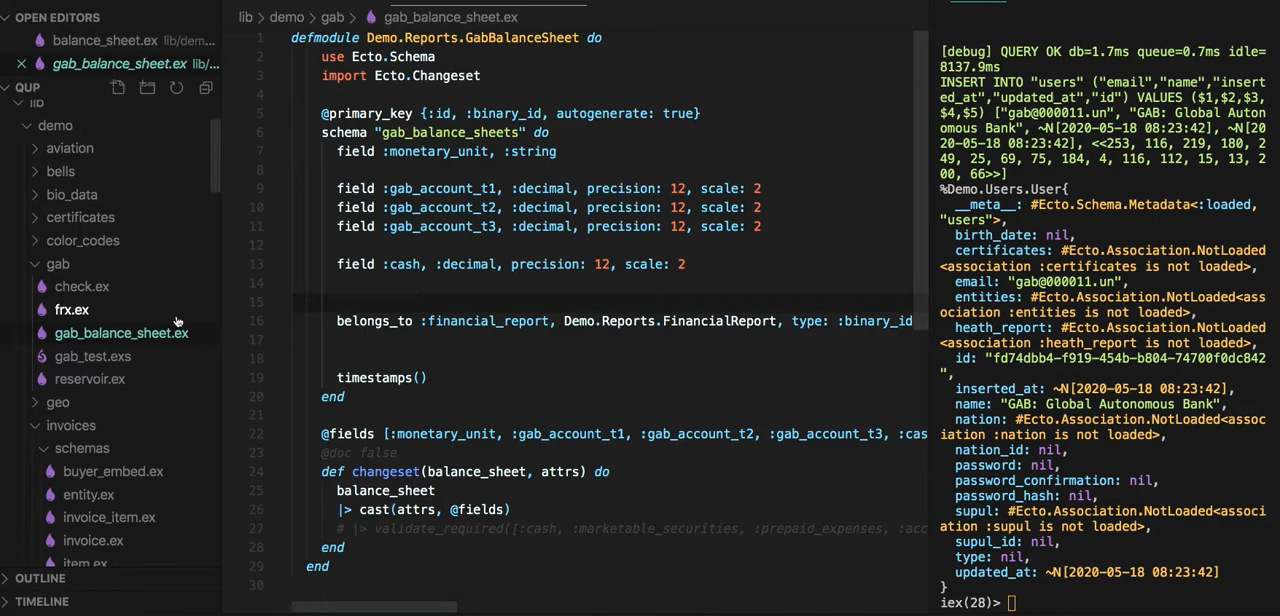 OPEN EDITORS
balance_sheet.ex lib/dem...
gab_balance_sheet.ex lib/...
QUP
lib
demo
aviation
bells
bio_data
certificates
color_codes
gab
check.ex
frx.ex
gab_balance_sheet.ex
gab_test.exs
reservoir.ex
geo
invoices
schemas
buyer_embed.ex
entity.ex
invoice_item.ex
invoice.ex
item.ex
OUTLINE
TIMELINE
lib > demo > gab > gab_balance_sheet.ex
1 defmodule Demo.Reports.GabBalanceSheet do
2 use Ecto.Schema
3 import Ecto.Changeset
4
5 @primary_key {:id, :binary_id, autogenerate: true}
6 schema "gab_balance_sheets" do
7 field :monetary_unit, :string
8
9 field :gab_account_t1, :decimal, precision: 12, scale: 2
10 field :gab_account_t2, :decimal, precision: 12, scale: 2
11 field :gab_account_t3, :decimal, precision: 12, scale: 2
12
13 field :cash, :decimal, precision: 12, scale: 2
14
15
16 belongs_to :financial_report, Demo.Reports.FinancialReport, type: :binary_id
17
18
19 timestamps()
20 end
21
22 @fields [:monetary_unit, :gab_account_t1, :gab_account_t2, :gab_account_t3, :cas
23 @doc false
24 def changeset(balance_sheet, attrs) do
25 balance_sheet
26 |> cast(attrs, @fields)
27 # |> validate_required([:cash, :marketable_securities, :prepaid_expenses, :acc
28 end
29 end
30
[debug] QUERY OK db=1.7ms queue=0.7ms idle=
8137.9ms
INSERT INTO "users" ("email","name","insert
ed_at","updated_at","id") VALUES ($1,$2,$3,
$4,$5) ["gab@000011.un", "GAB: Global Auton
omous Bank", ~N[2020-05-18 08:23:42], ~N[20
20-05-18 08:23:42], <<253, 116, 219, 180, 2
49, 25, 69, 75, 184, 4, 116, 112, 15, 13, 2
00, 66>>]
%Demo.Users.User{
__meta__: #Ecto.Schema.Metadata<:loaded,
"users">,
birth_date: nil,
certificates: #Ecto.Association.NotLoaded
<association :certificates is not loaded>,
email: "gab@000011.un",
entities: #Ecto.Association.NotLoaded<ass
ociation :entities is not loaded>,
heath_report: #Ecto.Association.NotLoaded
<association :heath_report is not loaded>,
id: "fd74dbb4-f919-454b-b804-74700f0dc842
",
inserted_at: ~N[2020-05-18 08:23:42],
name: "GAB: Global Autonomous Bank",
nation: #Ecto.Association.NotLoaded<assoc
iation :nation is not loaded>,
nation_id: nil,
password: nil,
password_confirmation: nil,
password_hash: nil,
supul: #Ecto.Association.NotLoaded<associ
ation :supul is not loaded>,
supul_id: nil,
type: nil,
updated_at: ~N[2020-05-18 08:23:42]
}
iex(28)>